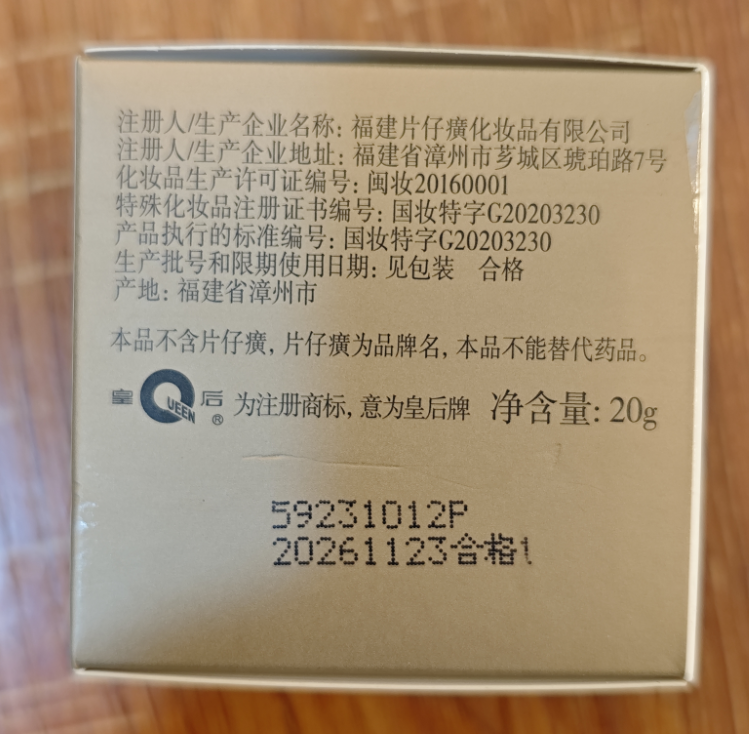 注册人/生产企业名称: 福建片仔癀化妆品有限公司
注册人/生产企业地址: 福建省漳州市芗城区琥珀路7号
化妆品生产许可证编号: 闽妆20160001
特殊化妆品注册证书编号: 国妆特字G20203230
产品执行的标准编号: 国妆特字G20203230
生产批号和限期使用日期: 见包装 合格
产地: 福建省漳州市
本品不含片仔癀, 片仔癀为品牌名, 本品不能替代药品。
皇 QUEEN 后 ® 为注册商标, 意为皇后牌 净含量: 20g
59231012P
20261123合格1